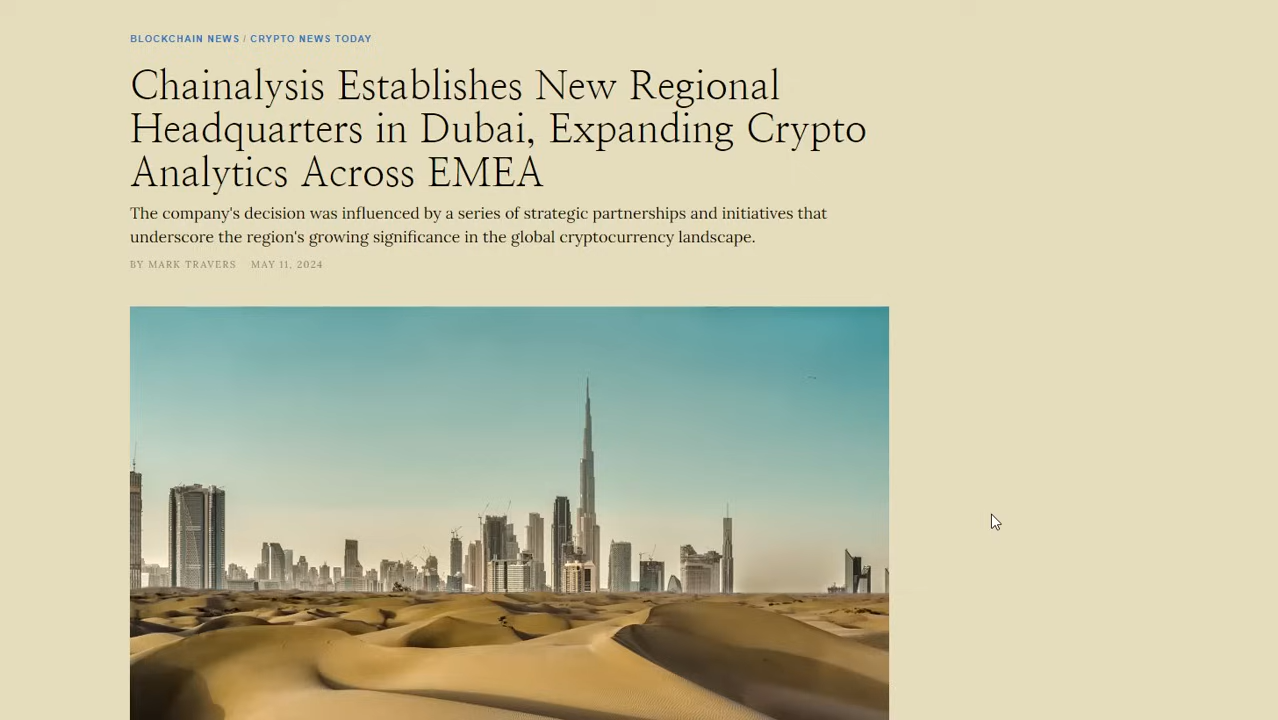 BLOCKCHAIN NEWS / CRYPTO NEWS TODAY
Chainalysis Establishes New Regional
Headquarters in Dubai, Expanding Crypto
Analytics Across EMEA
The company's decision was influenced by a series of strategic partnerships and initiatives that
underscore the region's growing significance in the global cryptocurrency landscape.
BY MARK TRAVERS MAY 11, 2024